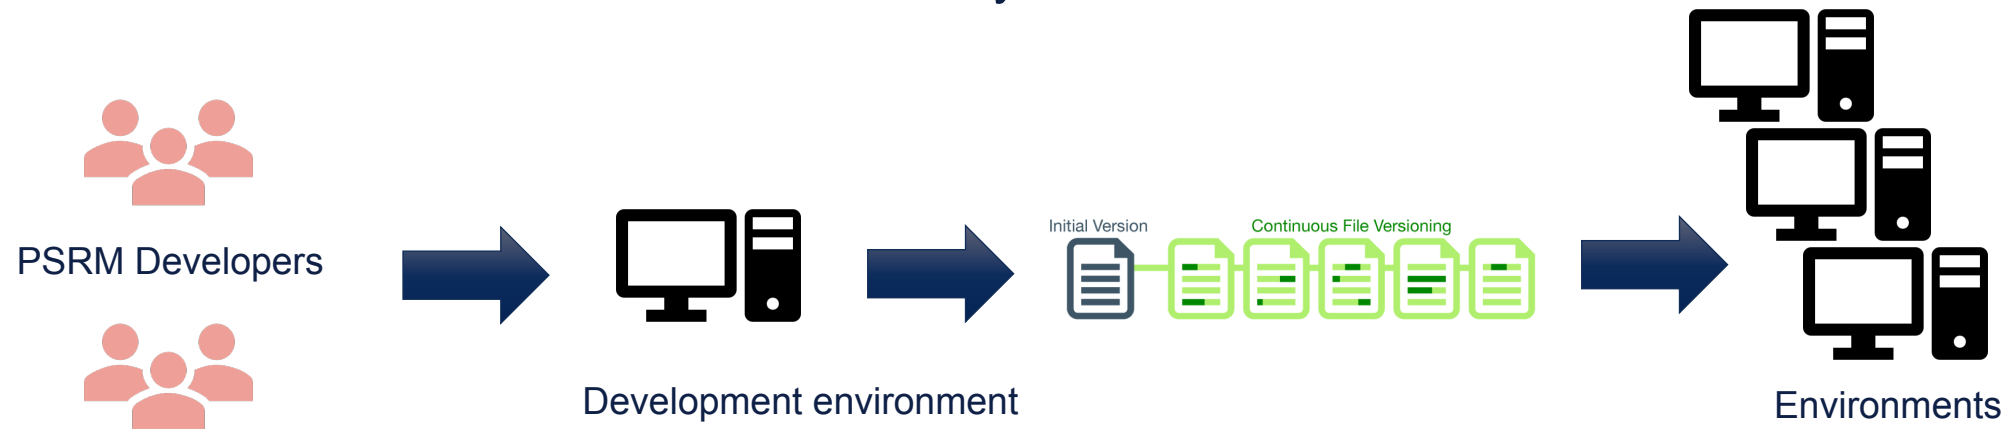 PSRM Developers
Development environment
Initial Version
Continuous File Versioning
Environments